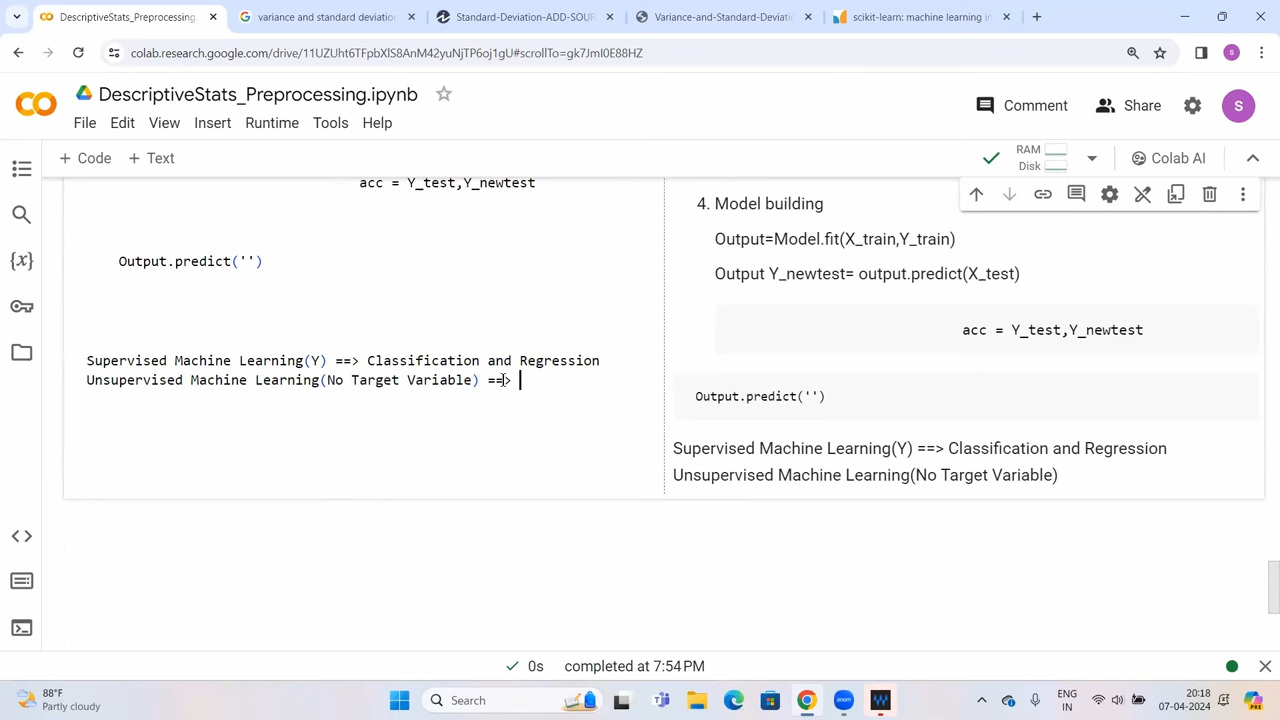 DescriptiveStats_Preprocessing.
variance and standard deviation
Standard-Deviation-ADD-SOUR
Variance-and-Standard-Deviati
scikit-learn: machine learning in
colab.research.google.com/drive/11UZUht6TFpbXlS8AnM42yuNjTP6oj1gU#scrollTo=gk7JmI0E88HZ
S
DescriptiveStats_Preprocessing.ipynb
Comment
Share
S
File Edit View Insert Runtime Tools Help
+ Code + Text
RAM
Disk
Colab AI
acc = Y_test,Y_newtest
Output.predict('')
Supervised Machine Learning(Y) ==> Classification and Regression
Unsupervised Machine Learning(No Target Variable) ==>
4. Model building
Output=Model.fit(X_train,Y_train)
Output Y_newtest= output.predict(X_test)
acc = Y_test,Y_newtest
Output.predict('')
Supervised Machine Learning(Y) ==> Classification and Regression
Unsupervised Machine Learning(No Target Variable)
{x}
0s completed at 7:54 PM
88°F
Partly cloudy
Search
zoom
ENG
IN
20:18
07-04-2024